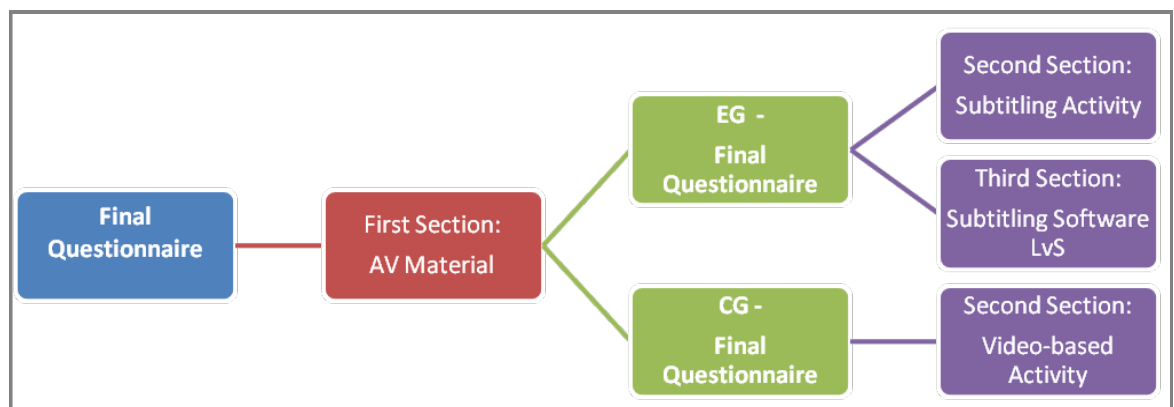 Final
Questionnaire
First Section:
AV Material
EG -
Final
Questionnaire
Second Section:
Subtitling Activity
Third Section:
Subtitling Software
LvS
CG -
Final
Questionnaire
Second Section:
Video-based
Activity